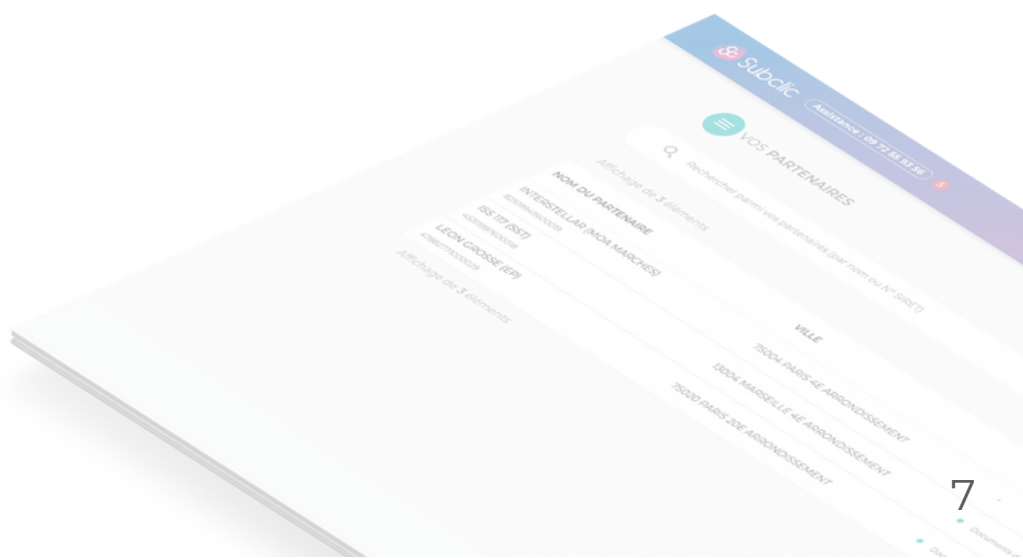 Subclic
Assistance : 09 72 55 93 56
5
VOS PARTENAIRES
Rechercher parmi vos partenaires (par nom ou N° SIRET)
Affichage de 3 éléments
NOM DU PARTENAIRE
VILLE
INTERSTELLAR (MOA MARCHES)
75004 PARIS 4E ARRONDISSEMENT
ISS 117 (SST)
13004 MARSEILLE 4E ARRONDISSEMENT
LEON GROSSE (EP)
75020 PARIS 20E ARRONDISSEMENT
Affichage de 3 éléments
7